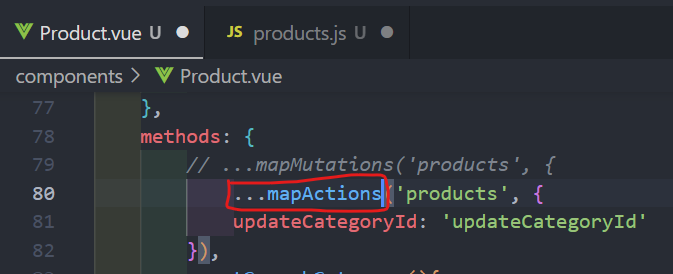 Product.vue U
JS products.js U
components > Product.vue
77 },
78 methods: {
79 // ...mapMutations('products', {
80 ...mapActions('products', {
81 updateCategoryId: 'updateCategoryId'
82 }),